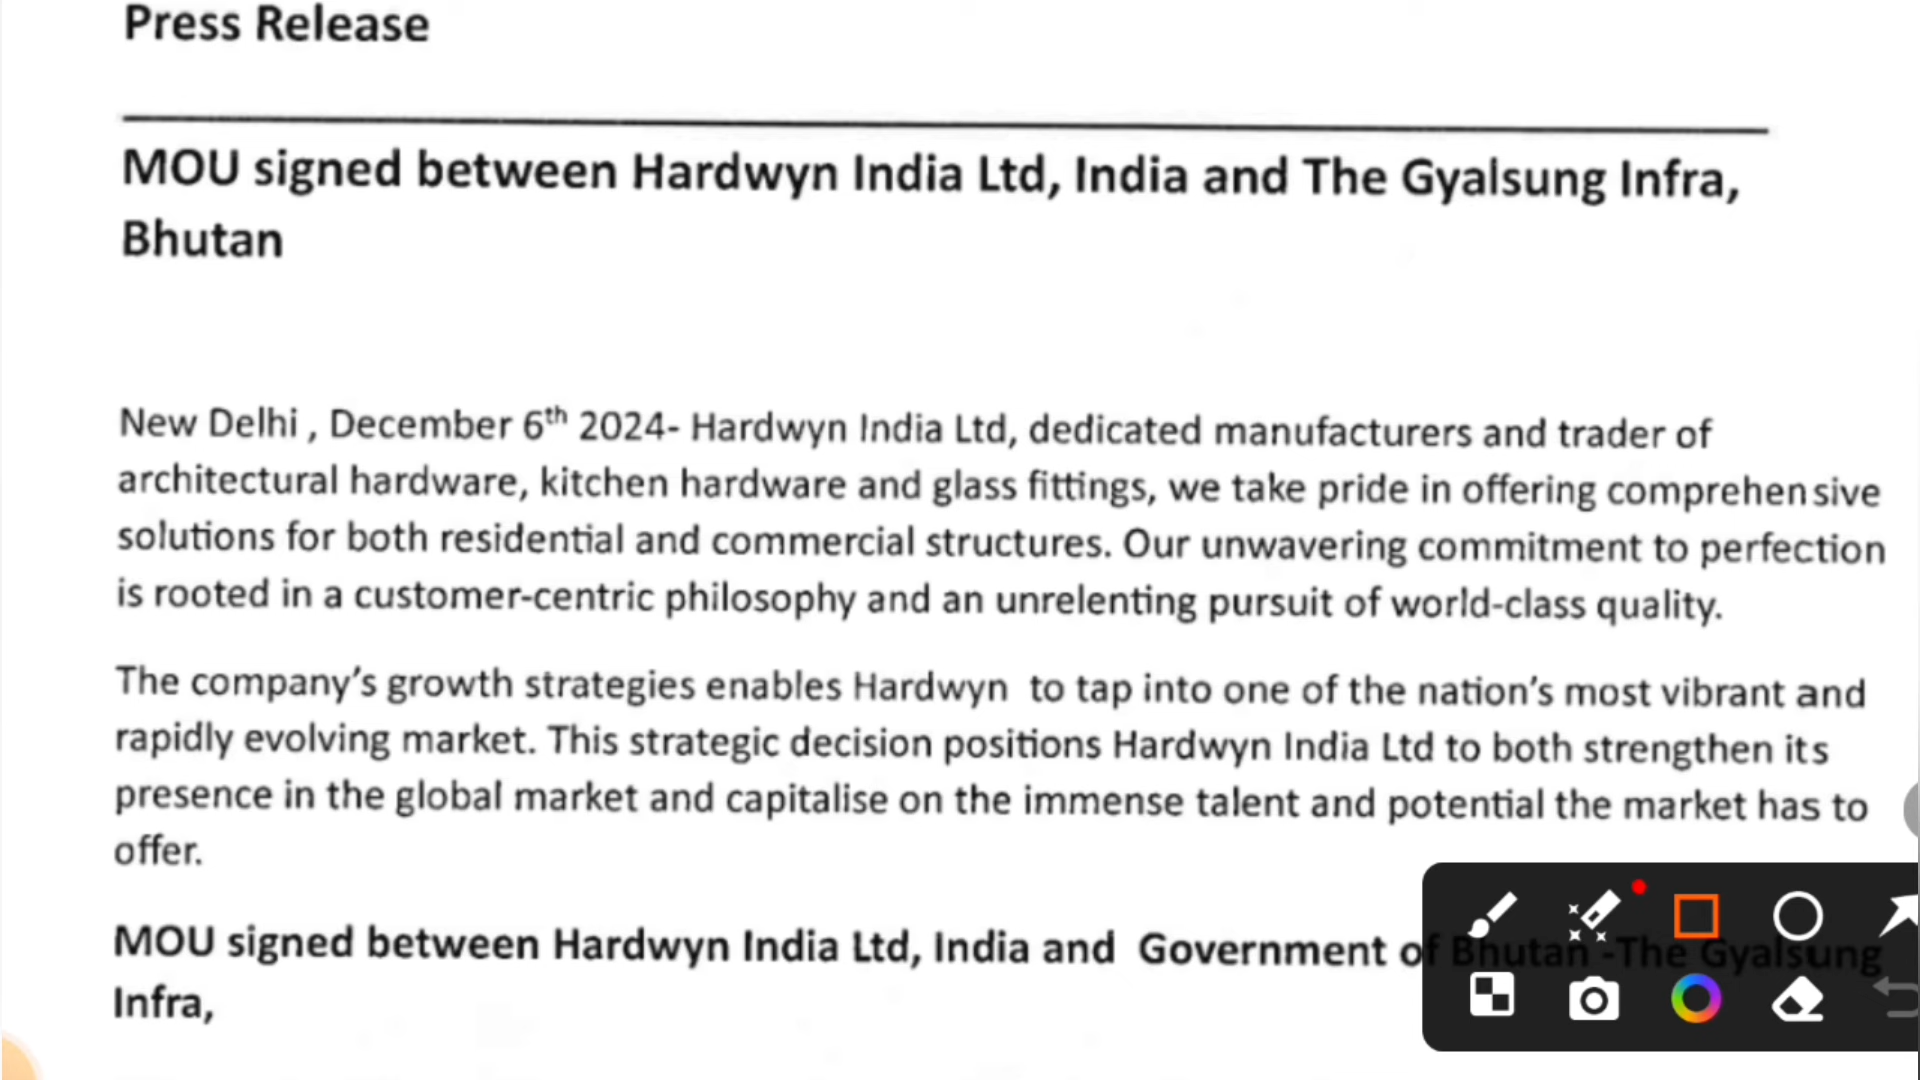 Press Release
MOU signed between Hardwyn India Ltd, India and The Gyalsung Infra,
Bhutan
New Delhi , December 6th 2024- Hardwyn India Ltd, dedicated manufacturers and trader of
architectural hardware, kitchen hardware and glass fittings, we take pride in offering comprehensive
solutions for both residential and commercial structures. Our unwavering commitment to perfection
is rooted in a customer-centric philosophy and an unrelenting pursuit of world-class quality.
The company's growth strategies enables Hardwyn to tap into one of the nation's most vibrant and
rapidly evolving market. This strategic decision positions Hardwyn India Ltd to both strengthen its
presence in the global market and capitalise on the immense talent and potential the market has to
offer.
MOU signed between Hardwyn India Ltd, India and Government of Bhutan -The Gyalsung
Infra,